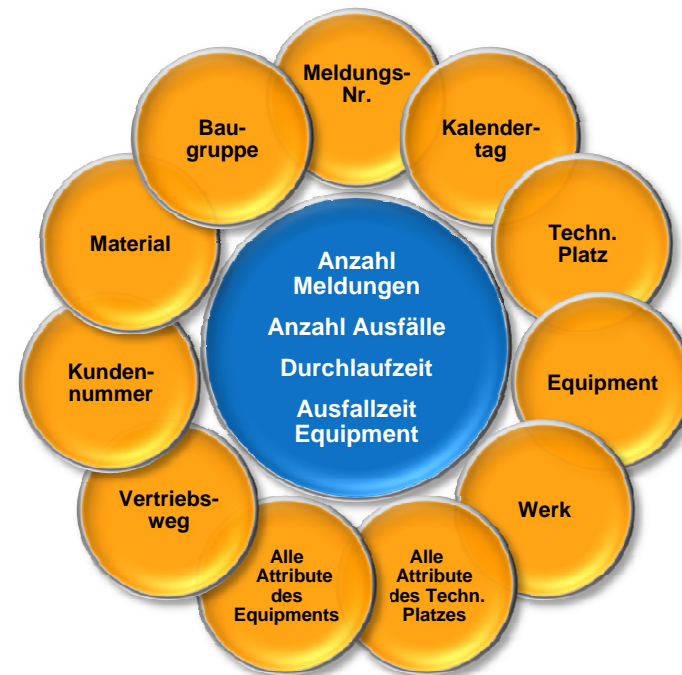 Meldungs-
Nr.
Kalender-
tag
Techn.
Platz
Equipment
Werk
Alle
Attribute
des Techn.
Platzes
Alle
Attribute
des
Equipments
Vertriebs-
weg
Kunden-
nummer
Material
Bau-
gruppe
Anzahl
Meldungen
Anzahl Ausfälle
Durchlaufzeit
Ausfallzeit
Equipment